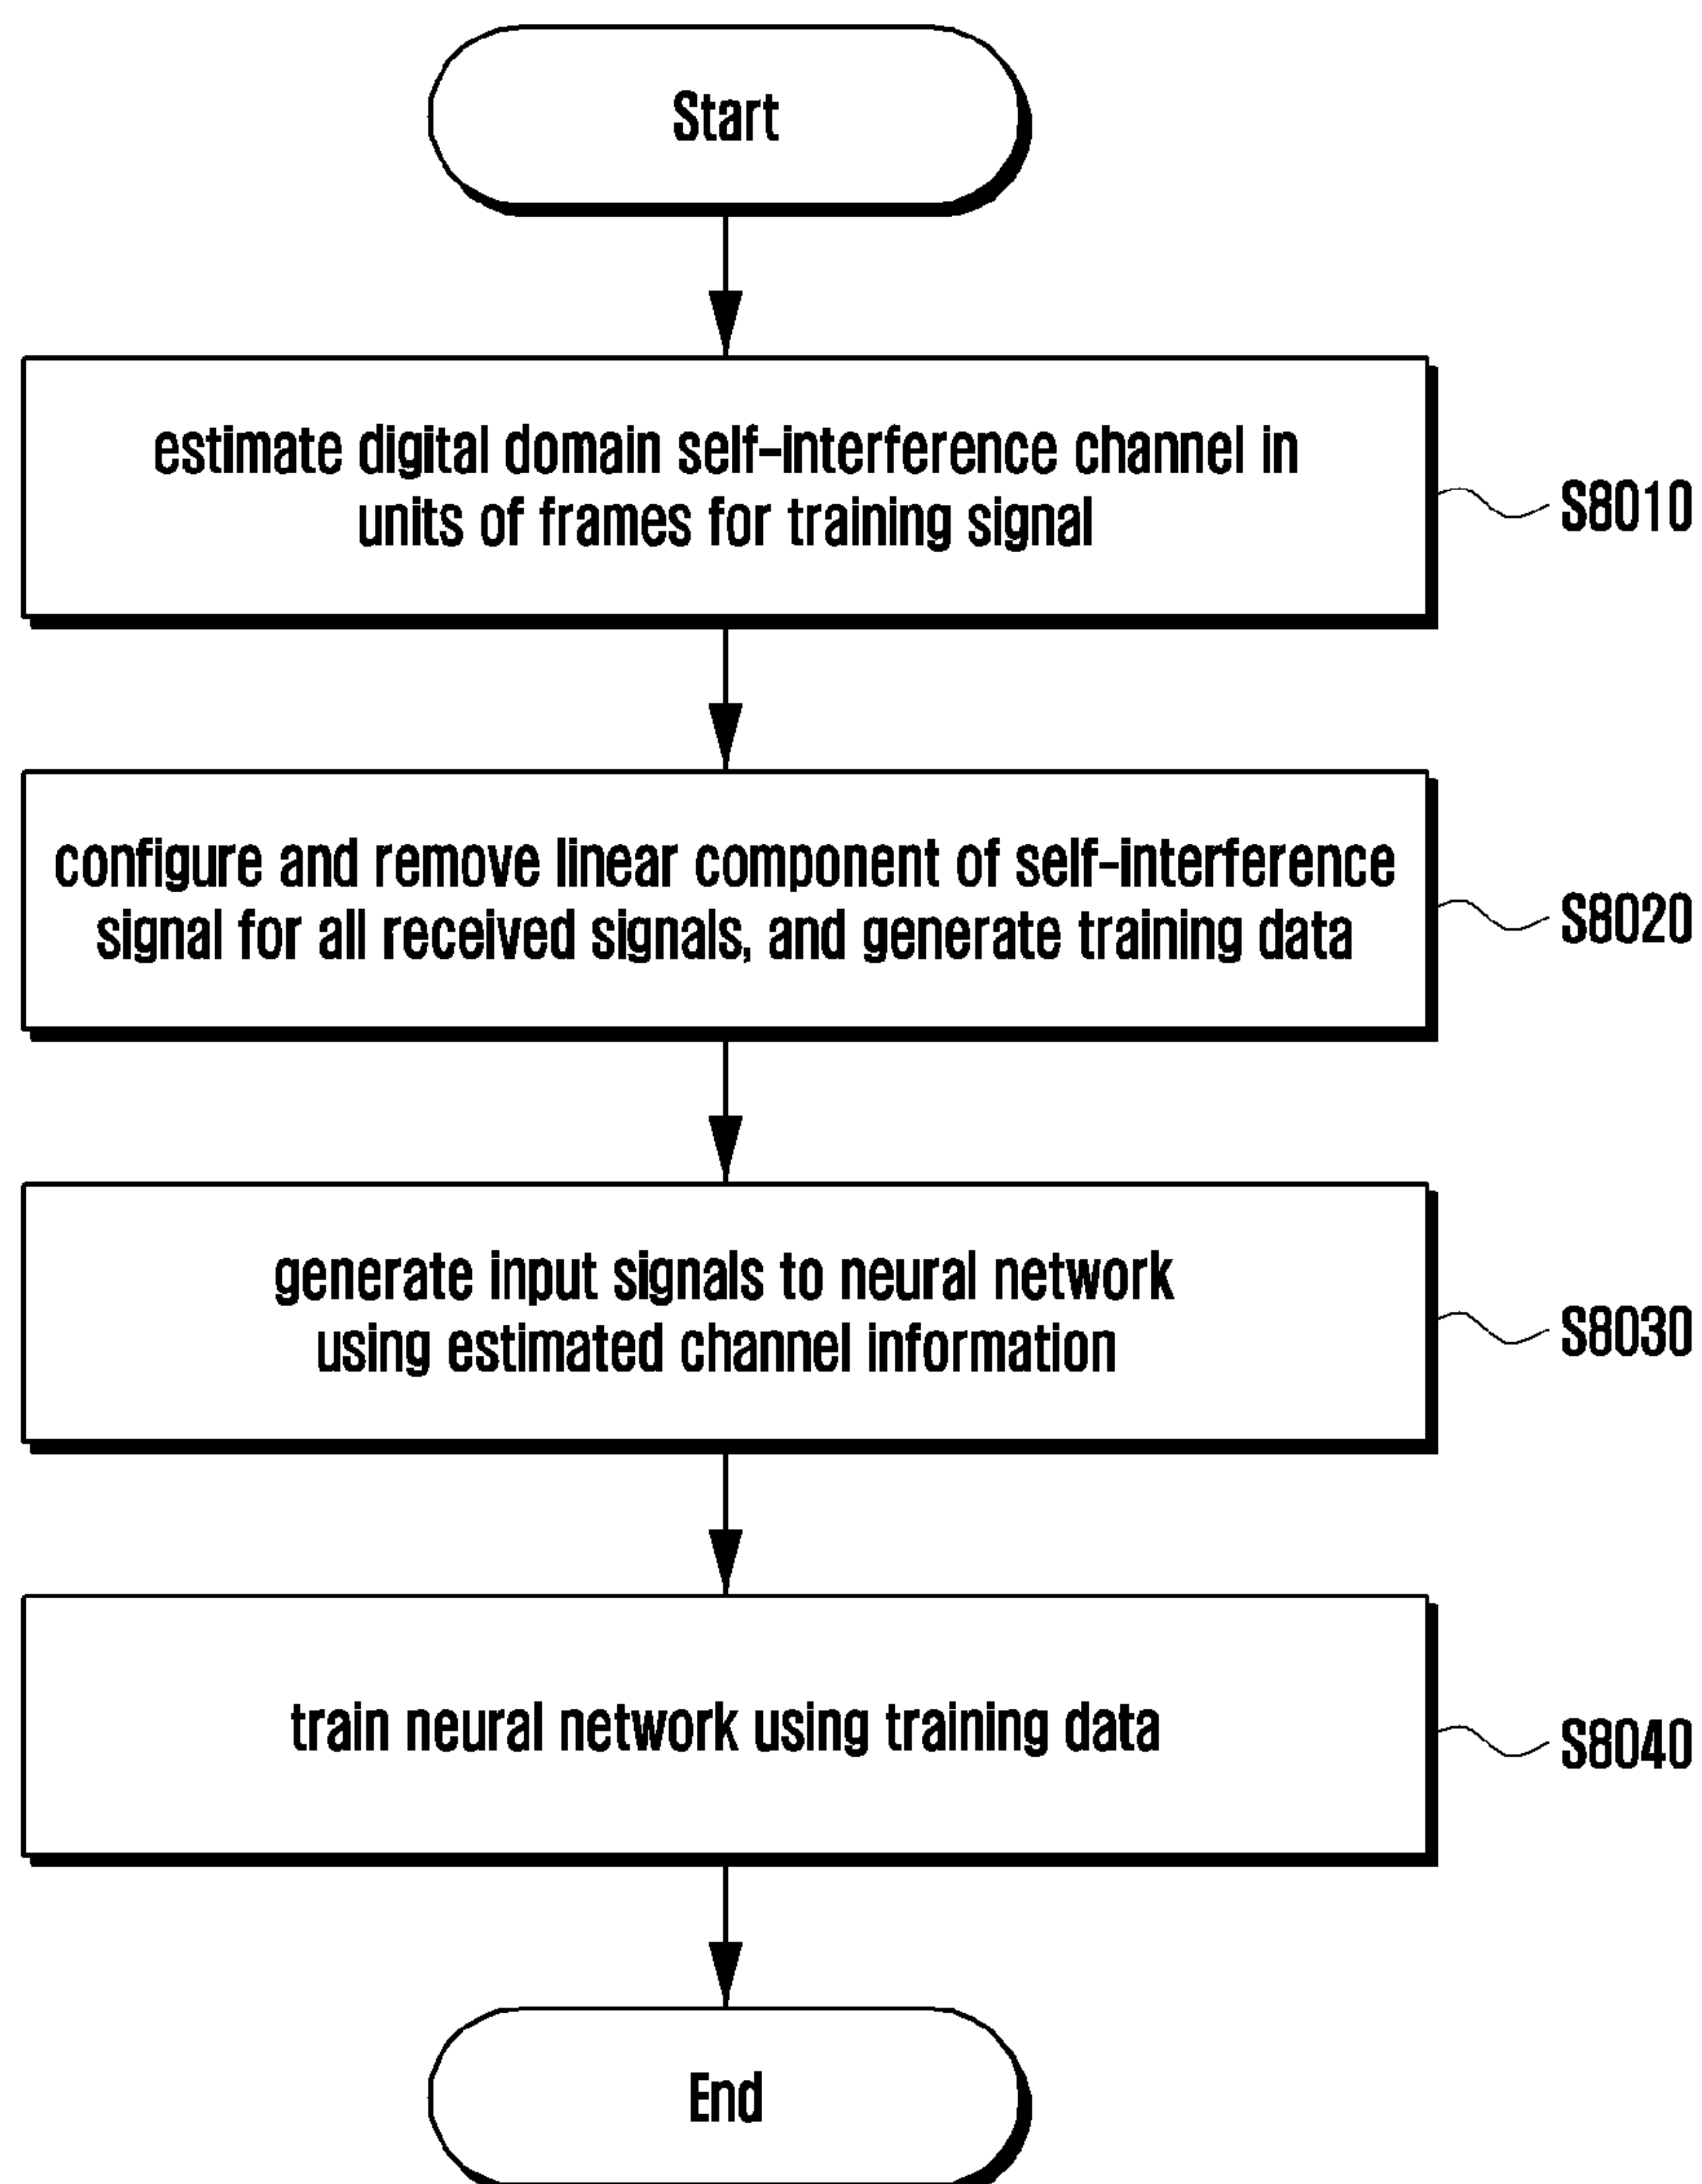 Start
estimate digital domain self-interference channel in
units of frames for training signal
S8010
configure and remove linear component of self-interference
signal for all received signals, and generate training data
S8020
generate input signals to neural network
using estimated channel information
S8030
train neural network using training data
S8040
End